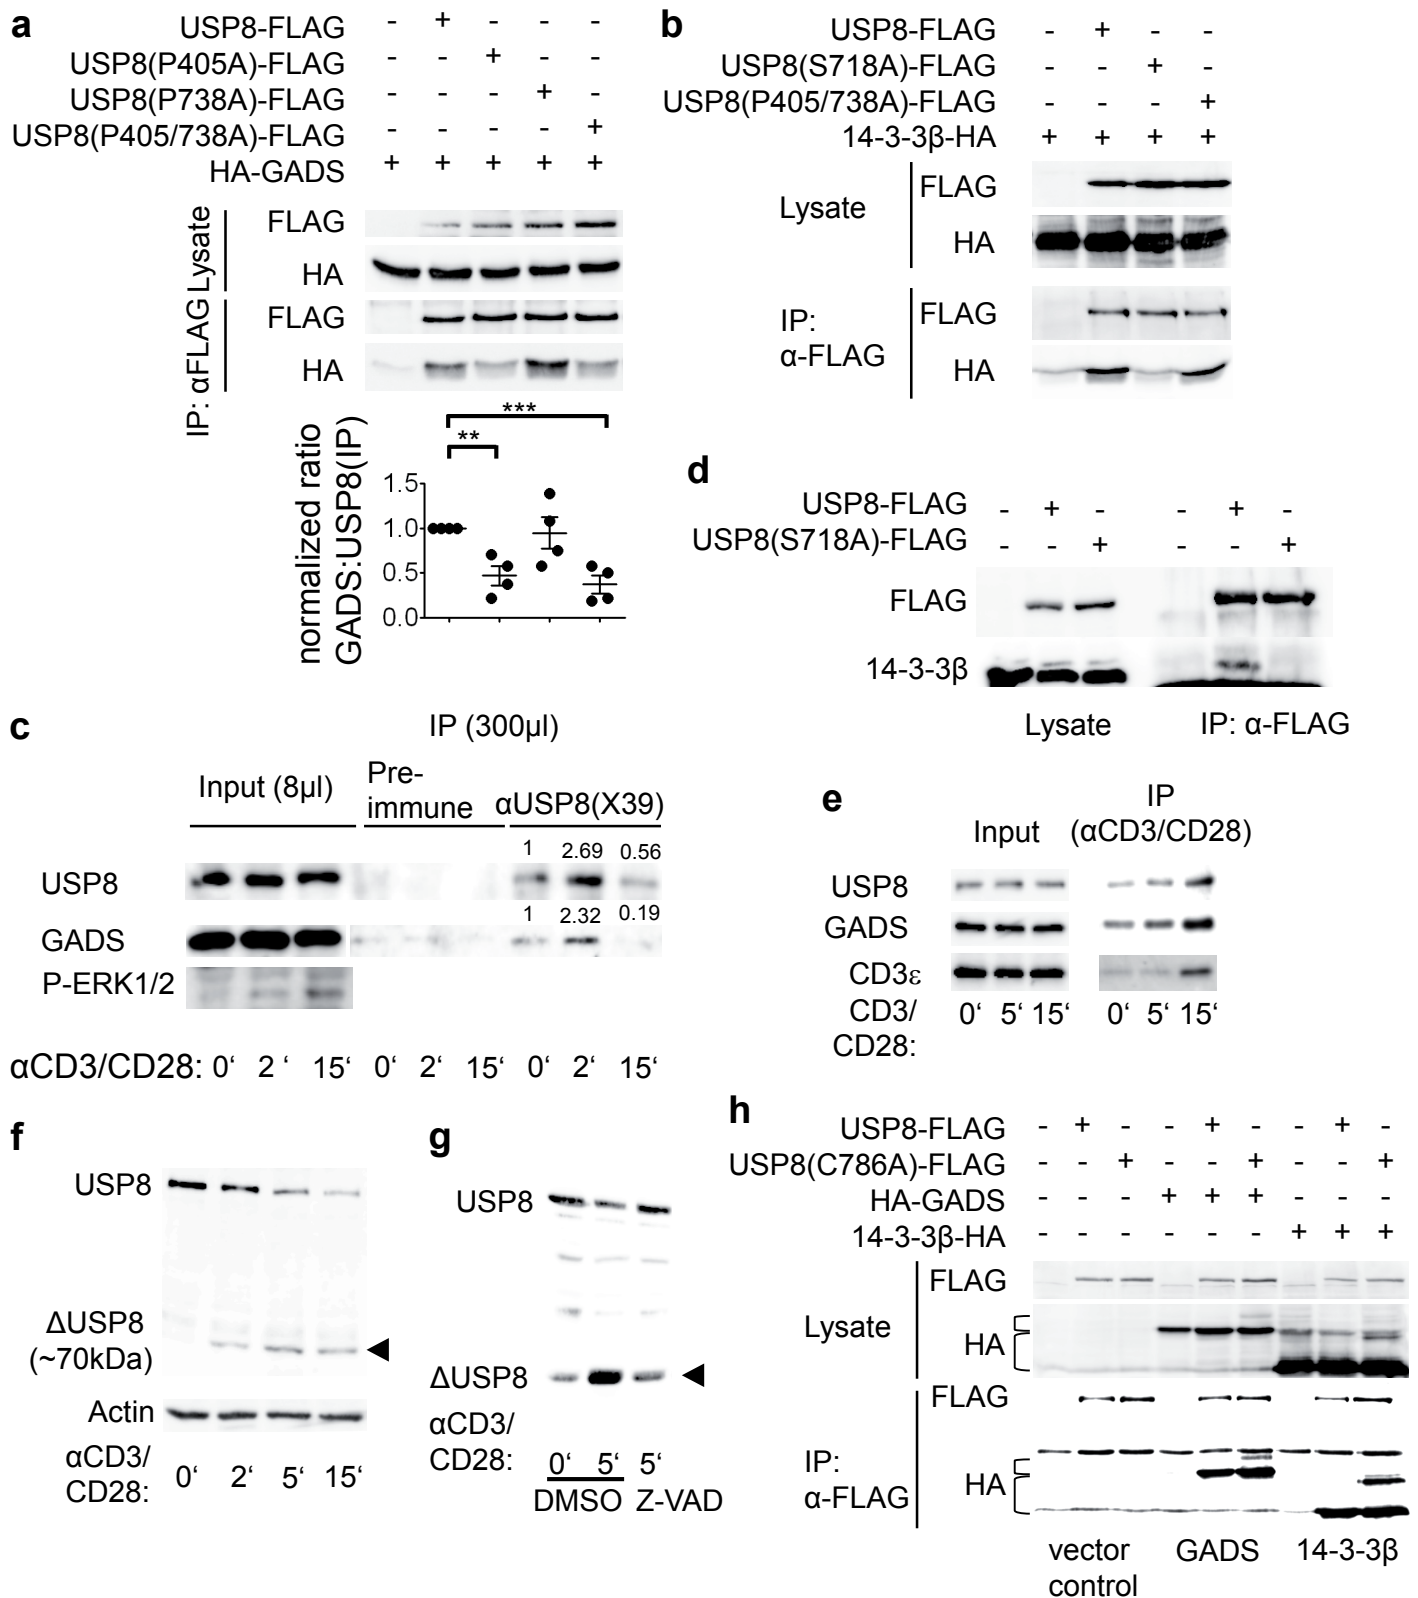 a
USP8-FLAG - + - - -
USP8(P405A)-FLAG - - + - -
USP8(P738A)-FLAG - - - + -
USP8(P405/738A)-FLAG - - - - +
HA-GADS + + + + +
Lysate
FLAG
HA
IP: αFLAG
FLAG
HA
***
**
normalized ratio
GADS:USP8(IP)
1.5
1.0
0.5
0.0
b
USP8-FLAG - + - -
USP8(S718A)-FLAG - - + -
USP8(P405/738A)-FLAG - - - +
14-3-3β-HA + + + +
Lysate
FLAG
HA
IP:
α-FLAG
FLAG
HA
d
USP8-FLAG - + - - + -
USP8(S718A)-FLAG - - + - - +
FLAG
14-3-3β
Lysate IP: α-FLAG
c
IP (300µl)
Input (8µl)
Pre-
immune
αUSP8(X39)
1 2.69 0.56
USP8
1 2.32 0.19
GADS
P-ERK1/2
αCD3/CD28: 0‘ 2 ‘ 15‘ 0‘ 2‘ 15‘ 0‘ 2‘ 15‘
e
IP
Input (αCD3/CD28)
USP8
GADS
CD3ε
CD3/
CD28:
0‘ 5‘ 15‘ 0‘ 5‘ 15‘
f
USP8
ΔUSP8
(~70kDa)
Actin
αCD3/
CD28:
0‘ 2‘ 5‘ 15‘
g
USP8
ΔUSP8
αCD3/
CD28:
0‘ 5‘ 5‘
DMSO Z-VAD
h
USP8-FLAG - + - - + - - + -
USP8(C786A)-FLAG - - + - - + - - +
HA-GADS - - - + + + - - -
14-3-3β-HA - - - - - - + + +
Lysate
FLAG
HA
IP:
α-FLAG
FLAG
HA
vector
control
GADS
14-3-3β